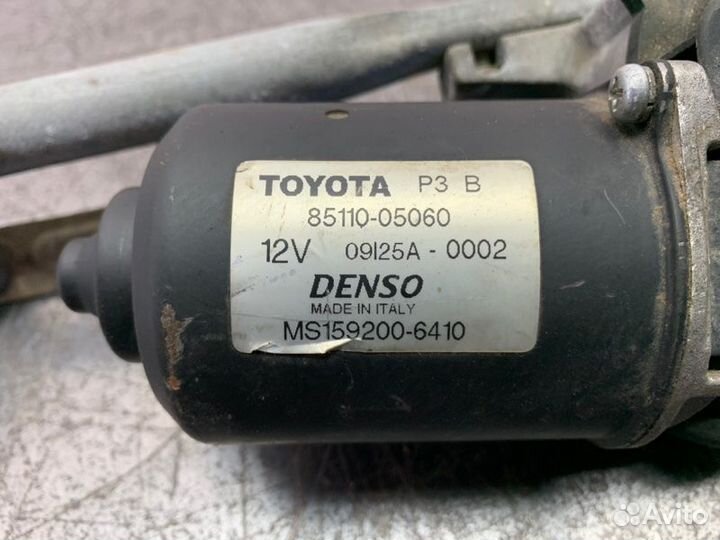 TOYOTA P3 B
85110-05060
12V 09I25A - 0002
DENSO
MADE IN ITALY
MS159200-6410
Avito